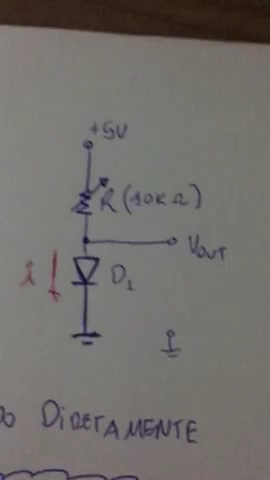 +5V
R (10KΩ)
VOUT
i
D1
DIRETAMENTE